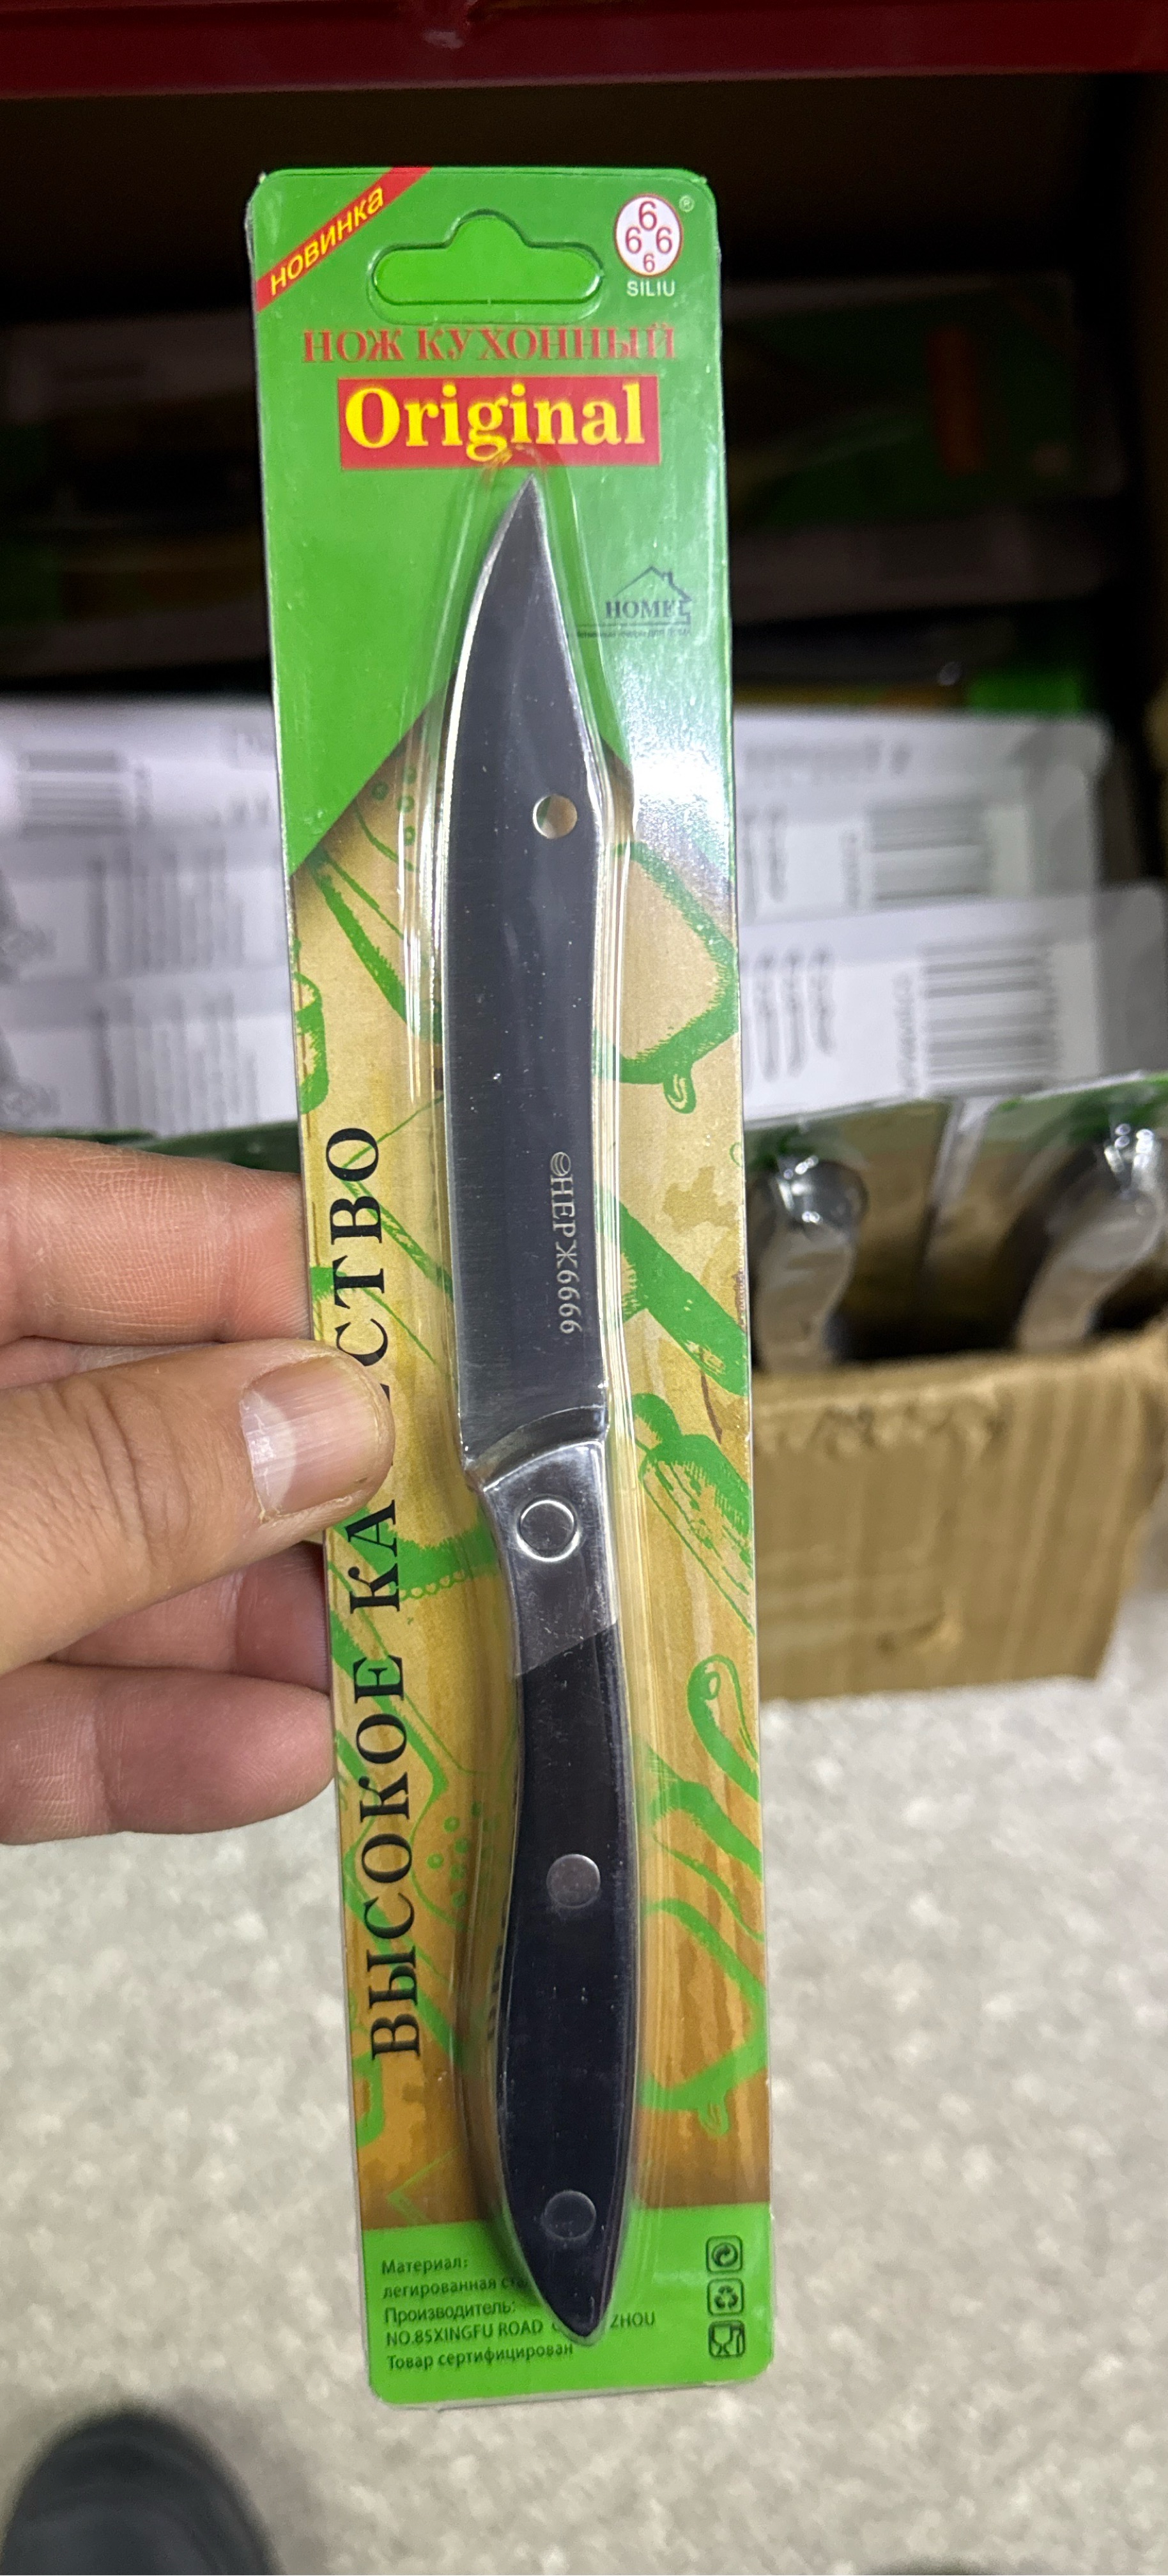 НОВИНКА
6
6 6
6
®
SILIU
НОЖ КУХОННЫЙ
Original
HOME
НЕРЖ6666
ВЫСОКОЕ КА СТВО
Материал:
легированная
Производитель:
NO.85XINGFU ROAD ZHOU
Товар сертифицирован